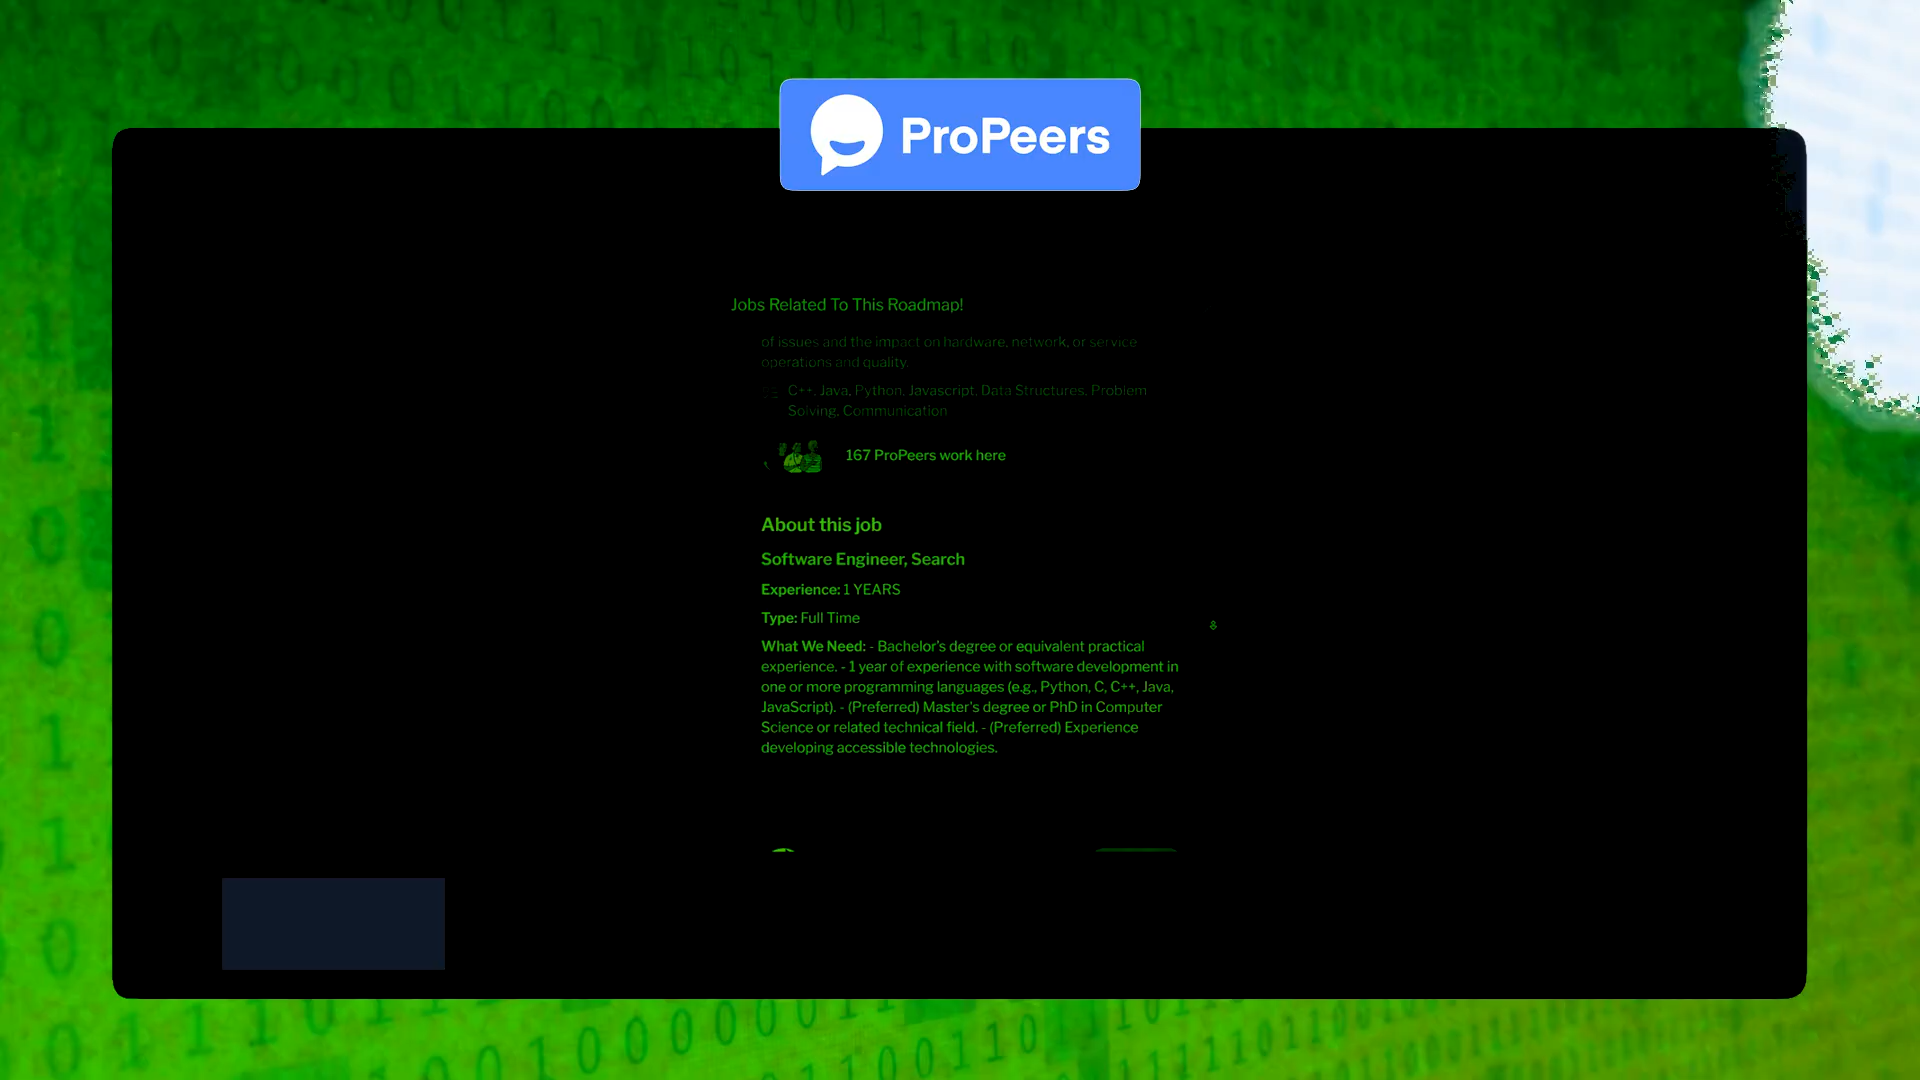 ProPeers
Jobs Related To This Roadmap!
of issues and the impact on hardware, network, or service
operations and quality.
C++, Java, Python, Javascript, Data Structures, Problem
Solving, Communication
167 ProPeers work here
About this job
Software Engineer, Search
Experience: 1 YEARS
Type: Full Time
What We Need: - Bachelor's degree or equivalent practical
experience. - 1 year of experience with software development in
one or more programming languages (e.g., Python, C, C++, Java,
JavaScript). - (Preferred) Master's degree or PhD in Computer
Science or related technical field. - (Preferred) Experience
developing accessible technologies.